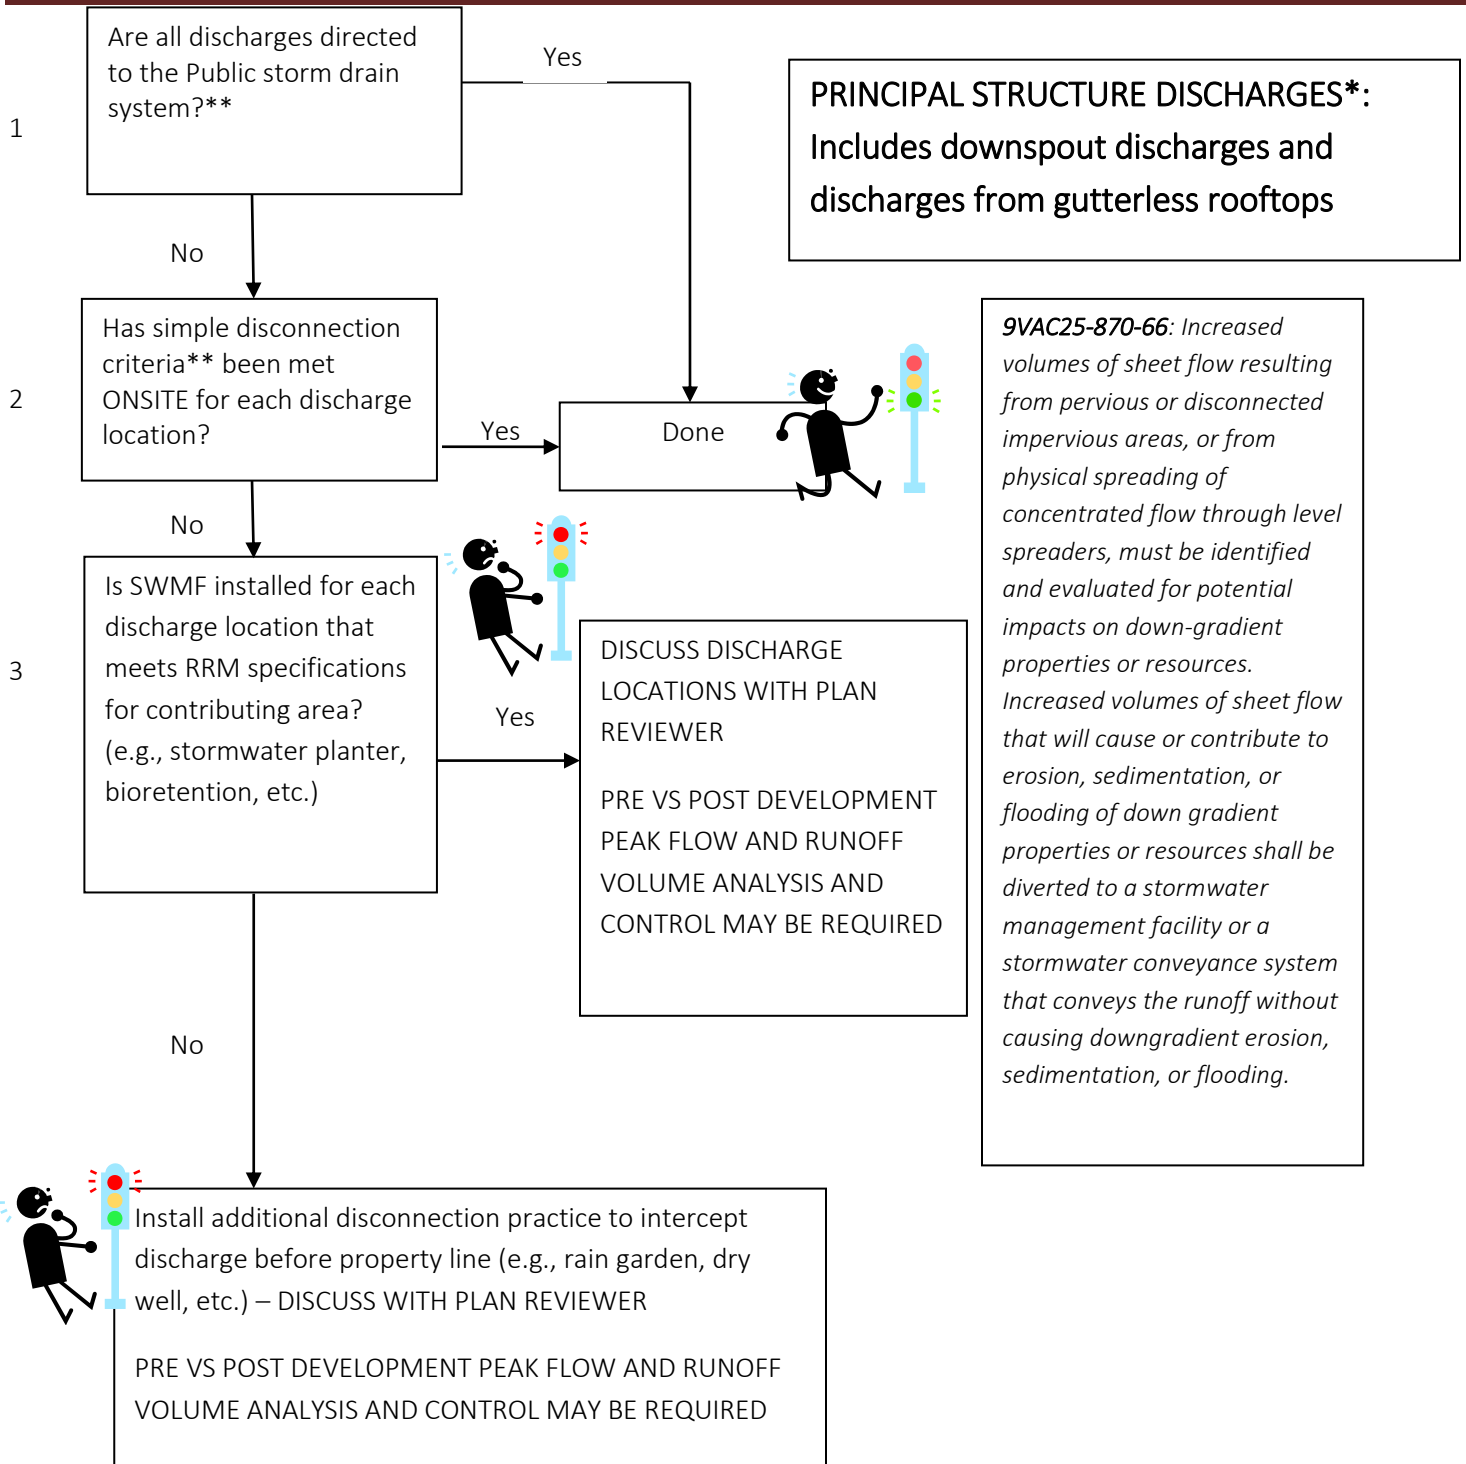 Are all discharges directed
to the Public storm drain
system?**
Yes
1
No
PRINCIPAL STRUCTURE DISCHARGES*:
Includes downspout discharges and
discharges from gutterless rooftops
Has simple disconnection
criteria** been met
ONSITE for each discharge
location?
2
Yes
Done
No
Is SWMF installed for each
discharge location that
meets RRM specifications
for contributing area?
(e.g., stormwater planter,
bioretention, etc.)
3
Yes
DISCUSS DISCHARGE
LOCATIONS WITH PLAN
REVIEWER
PRE VS POST DEVELOPMENT
PEAK FLOW AND RUNOFF
VOLUME ANALYSIS AND
CONTROL MAY BE REQUIRED
9VAC25-870-66: Increased
volumes of sheet flow resulting
from pervious or disconnected
impervious areas, or from
physical spreading of
concentrated flow through level
spreaders, must be identified
and evaluated for potential
impacts on down-gradient
properties or resources.
Increased volumes of sheet flow
that will cause or contribute to
erosion, sedimentation, or
flooding of down gradient
properties or resources shall be
diverted to a stormwater
management facility or a
stormwater conveyance system
that conveys the runoff without
causing downgradient erosion,
sedimentation, or flooding.
No
Install additional disconnection practice to intercept
discharge before property line (e.g., rain garden, dry
well, etc.) – DISCUSS WITH PLAN REVIEWER
PRE VS POST DEVELOPMENT PEAK FLOW AND RUNOFF
VOLUME ANALYSIS AND CONTROL MAY BE REQUIRED